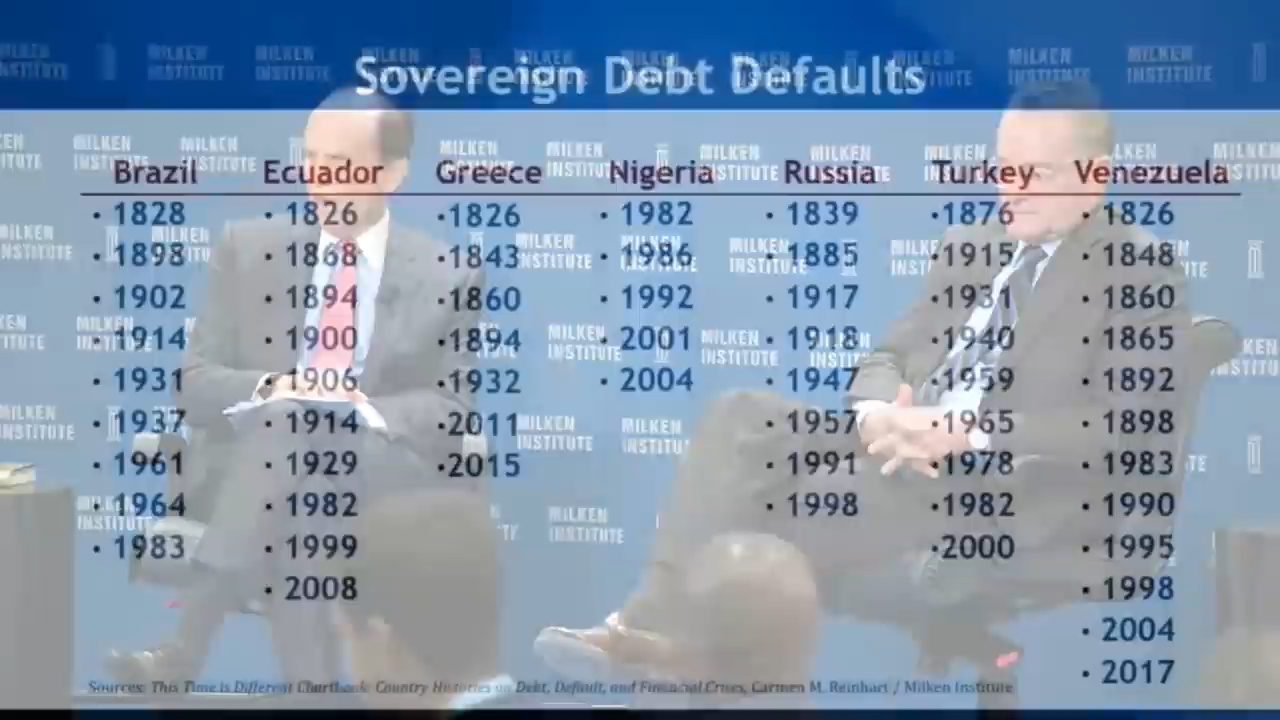 Sovereign Debt Defaults
Brazil Ecuador Greece Nigeria Russia Turkey Venezuela
• 1828 • 1826 •1826 • 1982 • 1839 •1876 • 1826
• 1898 • 1868 •1843 • 1986 • 1885 •1915 • 1848
• 1902 • 1894 •1860 • 1992 • 1917 •1931 • 1860
• 1914 • 1900 •1894 • 2001 • 1918 •1940 • 1865
• 1931 • 1906 •1932 • 2004 • 1947 •1959 • 1892
• 1937 • 1914 •2011 • 1957 •1965 • 1898
• 1961 • 1929 •2015 • 1991 •1978 • 1983
• 1964 • 1982 • 1998 •1982 • 1990
• 1983 • 1999 •2000 • 1995
• 2008 • 1998
• 2004
• 2017
Sources: This Time is Different Chartbook: Country Histories on Debt, Default, and Financial Crises, Carmen M. Reinhart / Milken Institute
MILKEN
INSTITUTE